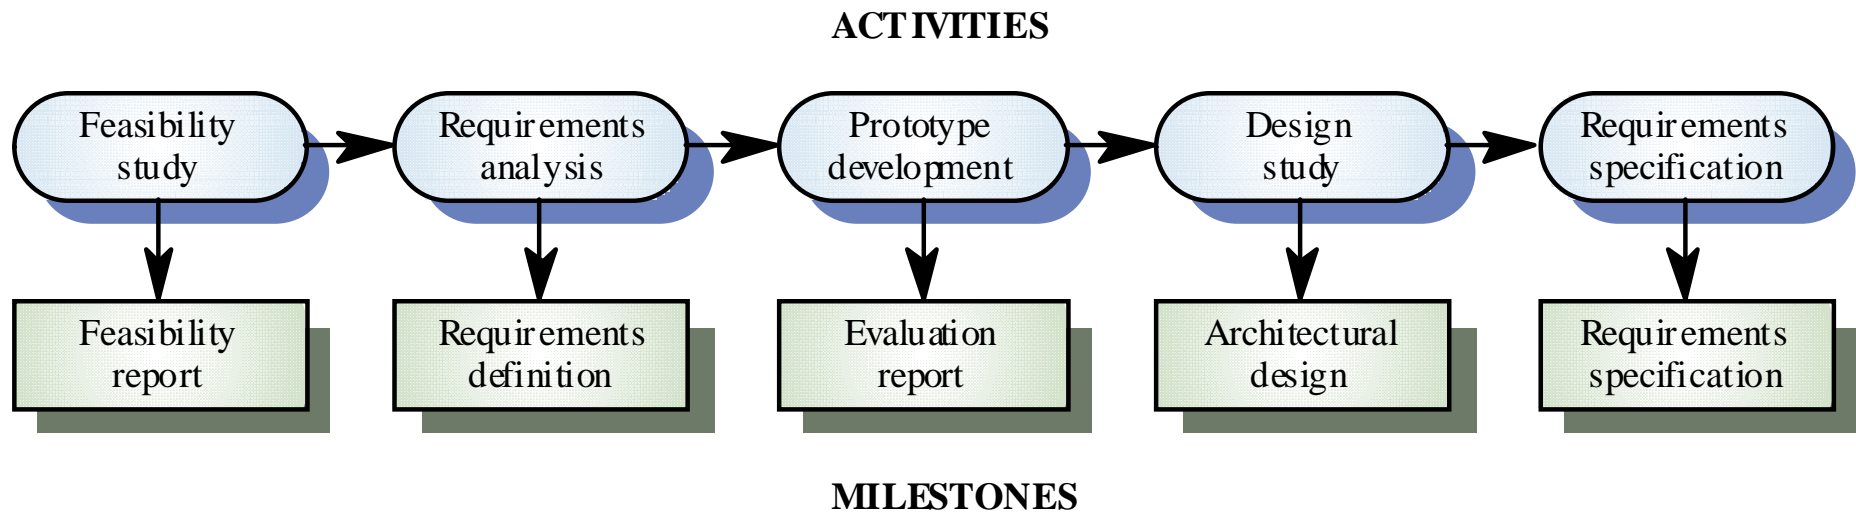 ACTIVITIES
Feasibility
study
Requirements
analysis
Prototype
development
Design
study
Requirements
specification
Feasibility
report
Requirements
definition
Evaluation
report
Architectural
design
Requirements
specification
MILESTONES